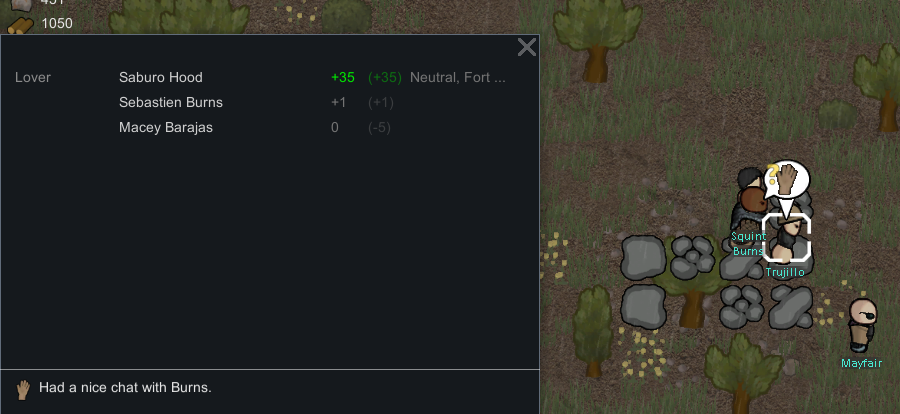 1050
Lover Saburo Hood +35 (+35) Neutral, Fort ...
Sebastien Burns +1 (+1)
Macey Barajas 0 (-5)
?
Squint
Burns
Trujillo
Mayfair
Had a nice chat with Burns.